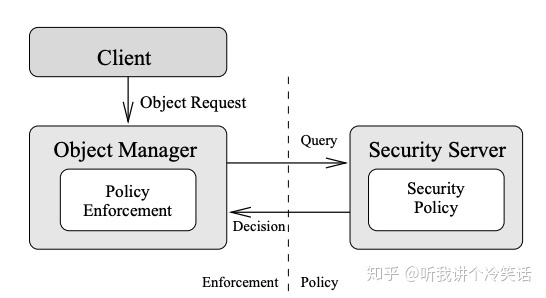 Client
Object Request
Object Manager
Policy
Enforcement
Query
Decision
Security Server
Security
Policy
Enforcement
Policy
知乎 @听我讲个冷笑话